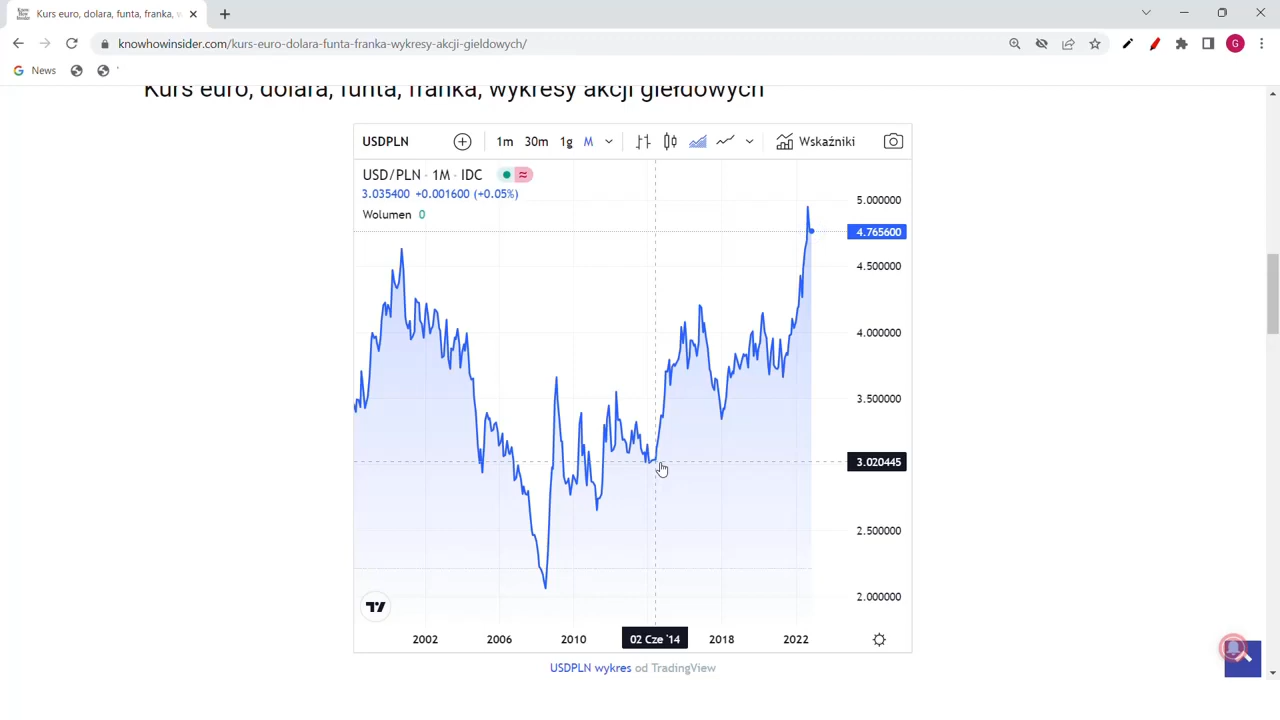 Kurs euro, dolara, funta, franka, w
knowhowinsider.com/kurs-euro-dolara-funta-franka-wykresy-akcji-gieldowych/
G
G News
Kurs euro, dolara, funta, franka, wykresy akcji giełdowych
USDPLN 1m 30m 1g M Wskaźniki
USD/PLN · 1M · IDC
3.035400 +0.001600 (+0.05%)
Wolumen 0
5.000000
4.765600
4.500000
4.000000
3.500000
3.020445
2.500000
2.000000
2002 2006 2010 02 Cze '14 2018 2022
USDPLN wykres od TradingView